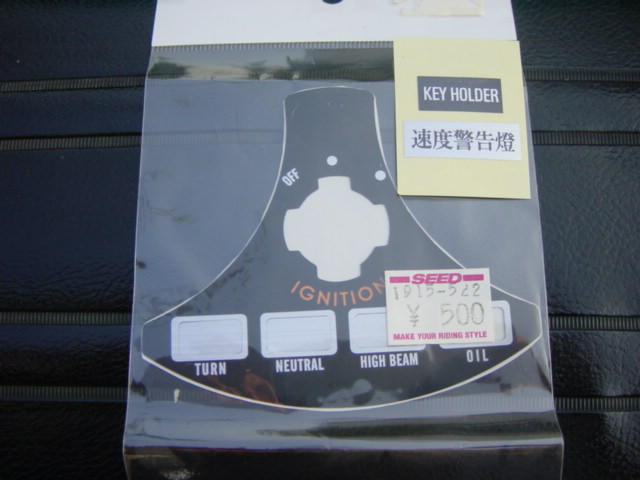 KEY HOLDER
速度警告燈
OFF
IGNITION
SEED
1915-522
¥ 500
MAKE YOUR RIDING STYLE
TURN
NEUTRAL
HIGH BEAM
OIL